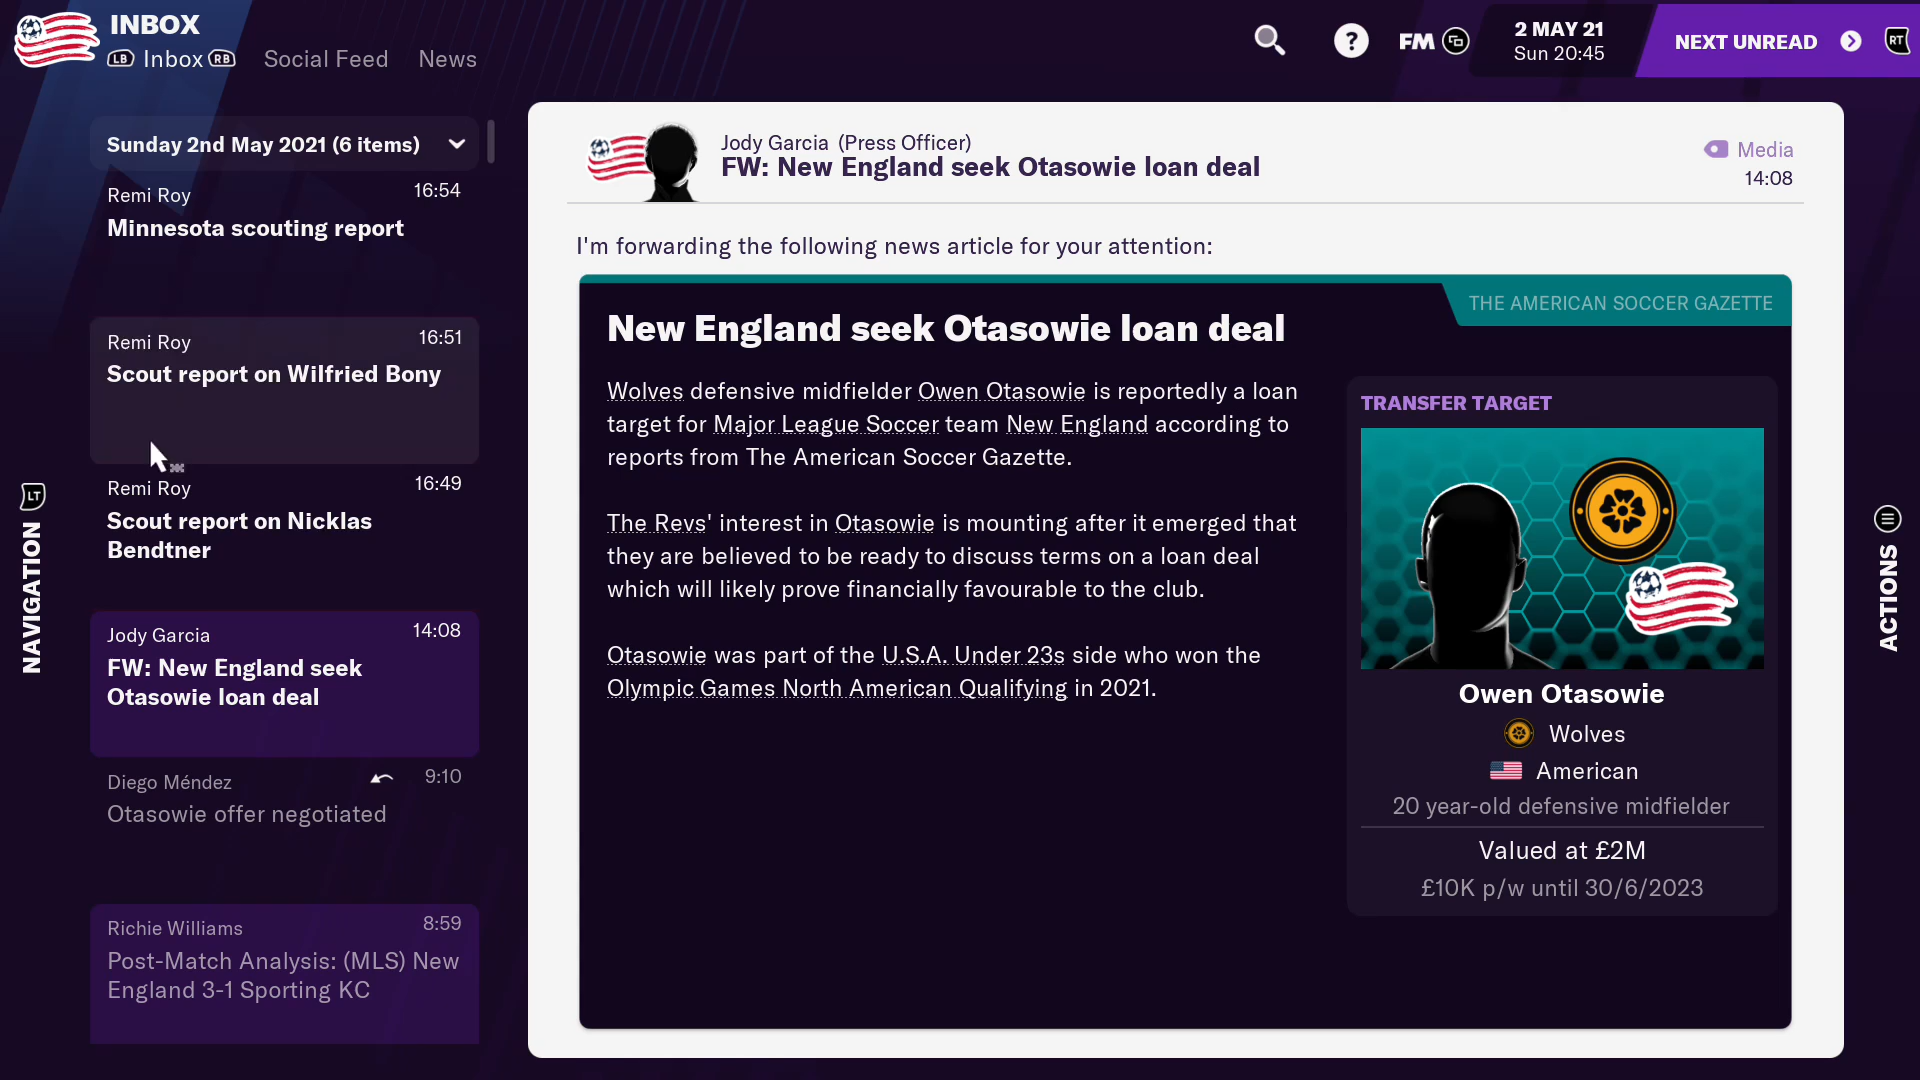 INBOX
LB Inbox RB Social Feed News
FM
2 MAY 21
Sun 20:45
NEXT UNREAD RT
Sunday 2nd May 2021 (6 items)
Remi Roy 16:54
Minnesota scouting report
Remi Roy 16:51
Scout report on Wilfried Bony
Remi Roy 16:49
Scout report on Nicklas
Bendtner
Jody Garcia 14:08
FW: New England seek
Otasowie loan deal
Diego Méndez 9:10
Otasowie offer negotiated
Richie Williams 8:59
Post-Match Analysis: (MLS) New
England 3-1 Sporting KC
LT
NAVIGATION
Jody Garcia (Press Officer)
FW: New England seek Otasowie loan deal
Media
14:08
I'm forwarding the following news article for your attention:
THE AMERICAN SOCCER GAZETTE
New England seek Otasowie loan deal
Wolves defensive midfielder Owen Otasowie is reportedly a loan
target for Major League Soccer team New England according to
reports from The American Soccer Gazette.
The Revs' interest in Otasowie is mounting after it emerged that
they are believed to be ready to discuss terms on a loan deal
which will likely prove financially favourable to the club.
Otasowie was part of the U.S.A. Under 23s side who won the
Olympic Games North American Qualifying in 2021.
TRANSFER TARGET
Owen Otasowie
Wolves
American
20 year-old defensive midfielder
Valued at £2M
£10K p/w until 30/6/2023
ACTIONS